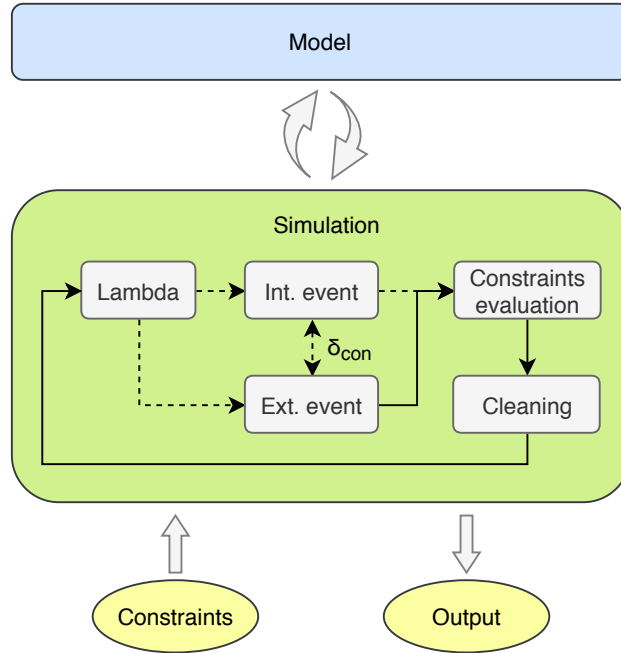 Model
Simulation
Lambda
Int. event
Constraints
evaluation
δcon
Ext. event
Cleaning
Constraints
Output